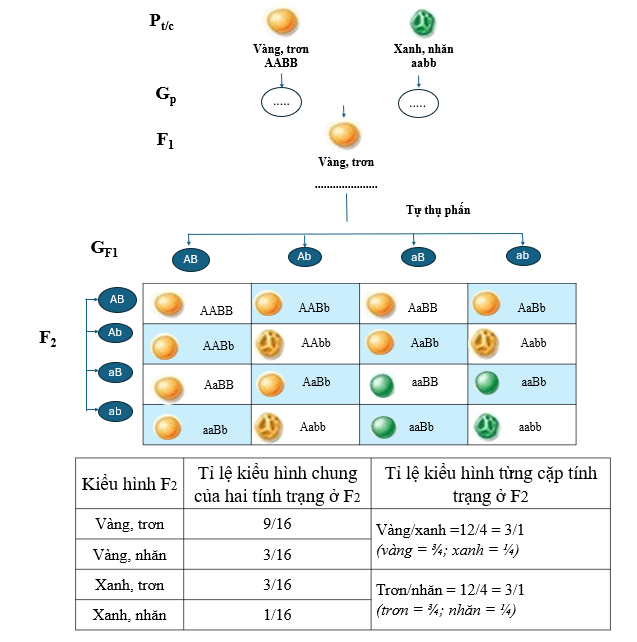 Pt/c
Vàng, trơn
AABB
Xanh, nhăn
aabb
Gp
.....
.....
F1
Vàng, trơn
......................
Tự thụ phấn
GF1
AB
Ab
aB
ab
F2
AB
Ab
aB
ab
AABB
AABb
AaBB
AaBb
AABb
AAbb
AaBb
Aabb
AaBB
AaBb
aaBB
aaBb
aaBb
Aabb
aaBb
aabb
Kiểu hình F2
Tỉ lệ kiểu hình chung
của hai tính trạng ở F2
Tỉ lệ kiểu hình từng cặp tính
trạng ở F2
Vàng, trơn
9/16
Vàng/xanh =12/4 = 3/1
(vàng = ¾; xanh = ¼)
Vàng, nhăn
3/16
Xanh, trơn
3/16
Trơn/nhăn = 12/4 = 3/1
(trơn = ¾; nhăn = ¼)
Xanh, nhăn
1/16